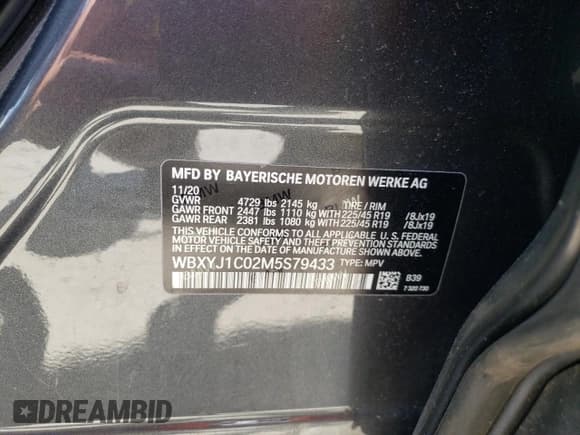 MFD BY BAYERISCHE MOTOREN WERKE AG
11/20
GVWR 4729 lbs 2145 kg TIRE / RIM
GAWR FRONT 2447 lbs 1110 kg WITH 225/45 R19 /8Jx19
GAWR REAR 2381 lbs 1080 kg WITH 225/45 R19 /8Jx19
THIS VEHICLE CONFORMS TO ALL APPLICABLE U. S. FEDERAL
MOTOR VEHICLE SAFETY STANDARDS IN EFFECT ON THE
DATE OF MANUFACTURE SHOWN ABOVE.
WBXYJ1C02M5S79433 TYPE: MPV
B39
7 320 730
DREAMBID